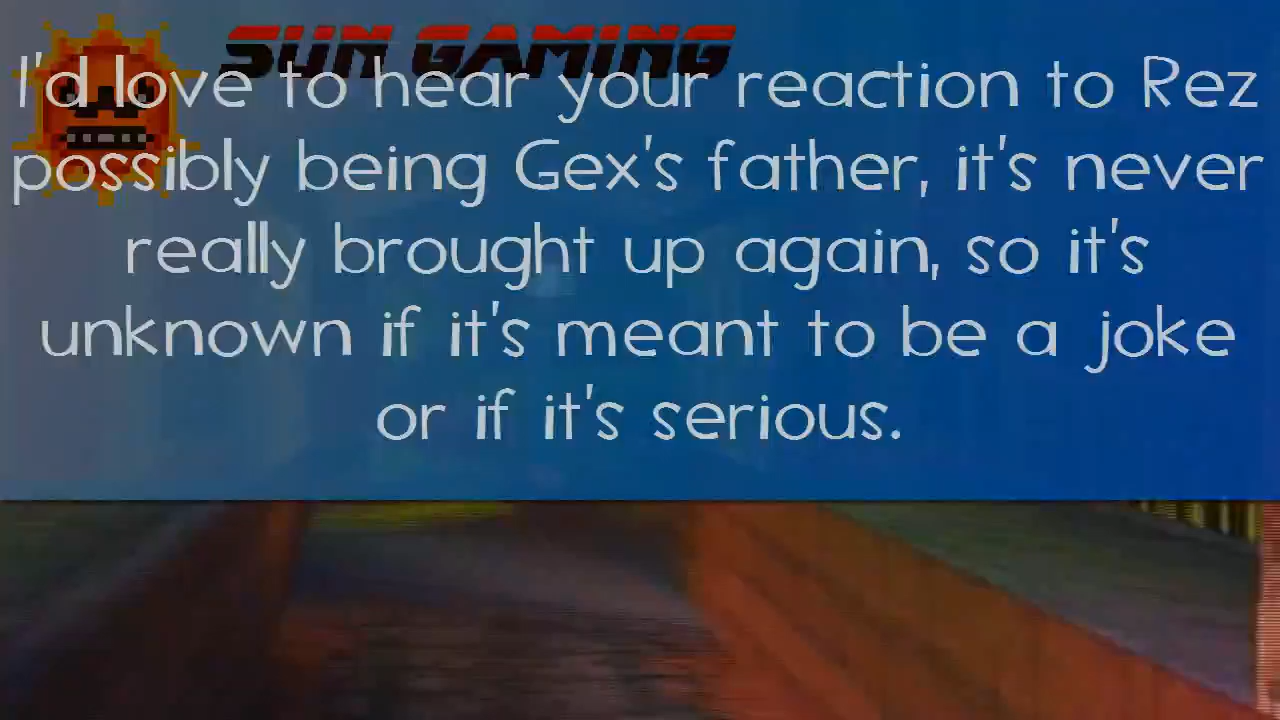 SUN GAMING
I'd love to hear your reaction to Rez
possibly being Gex's father, it's never
really brought up again, so it's
unknown if it's meant to be a joke
or if it's serious.